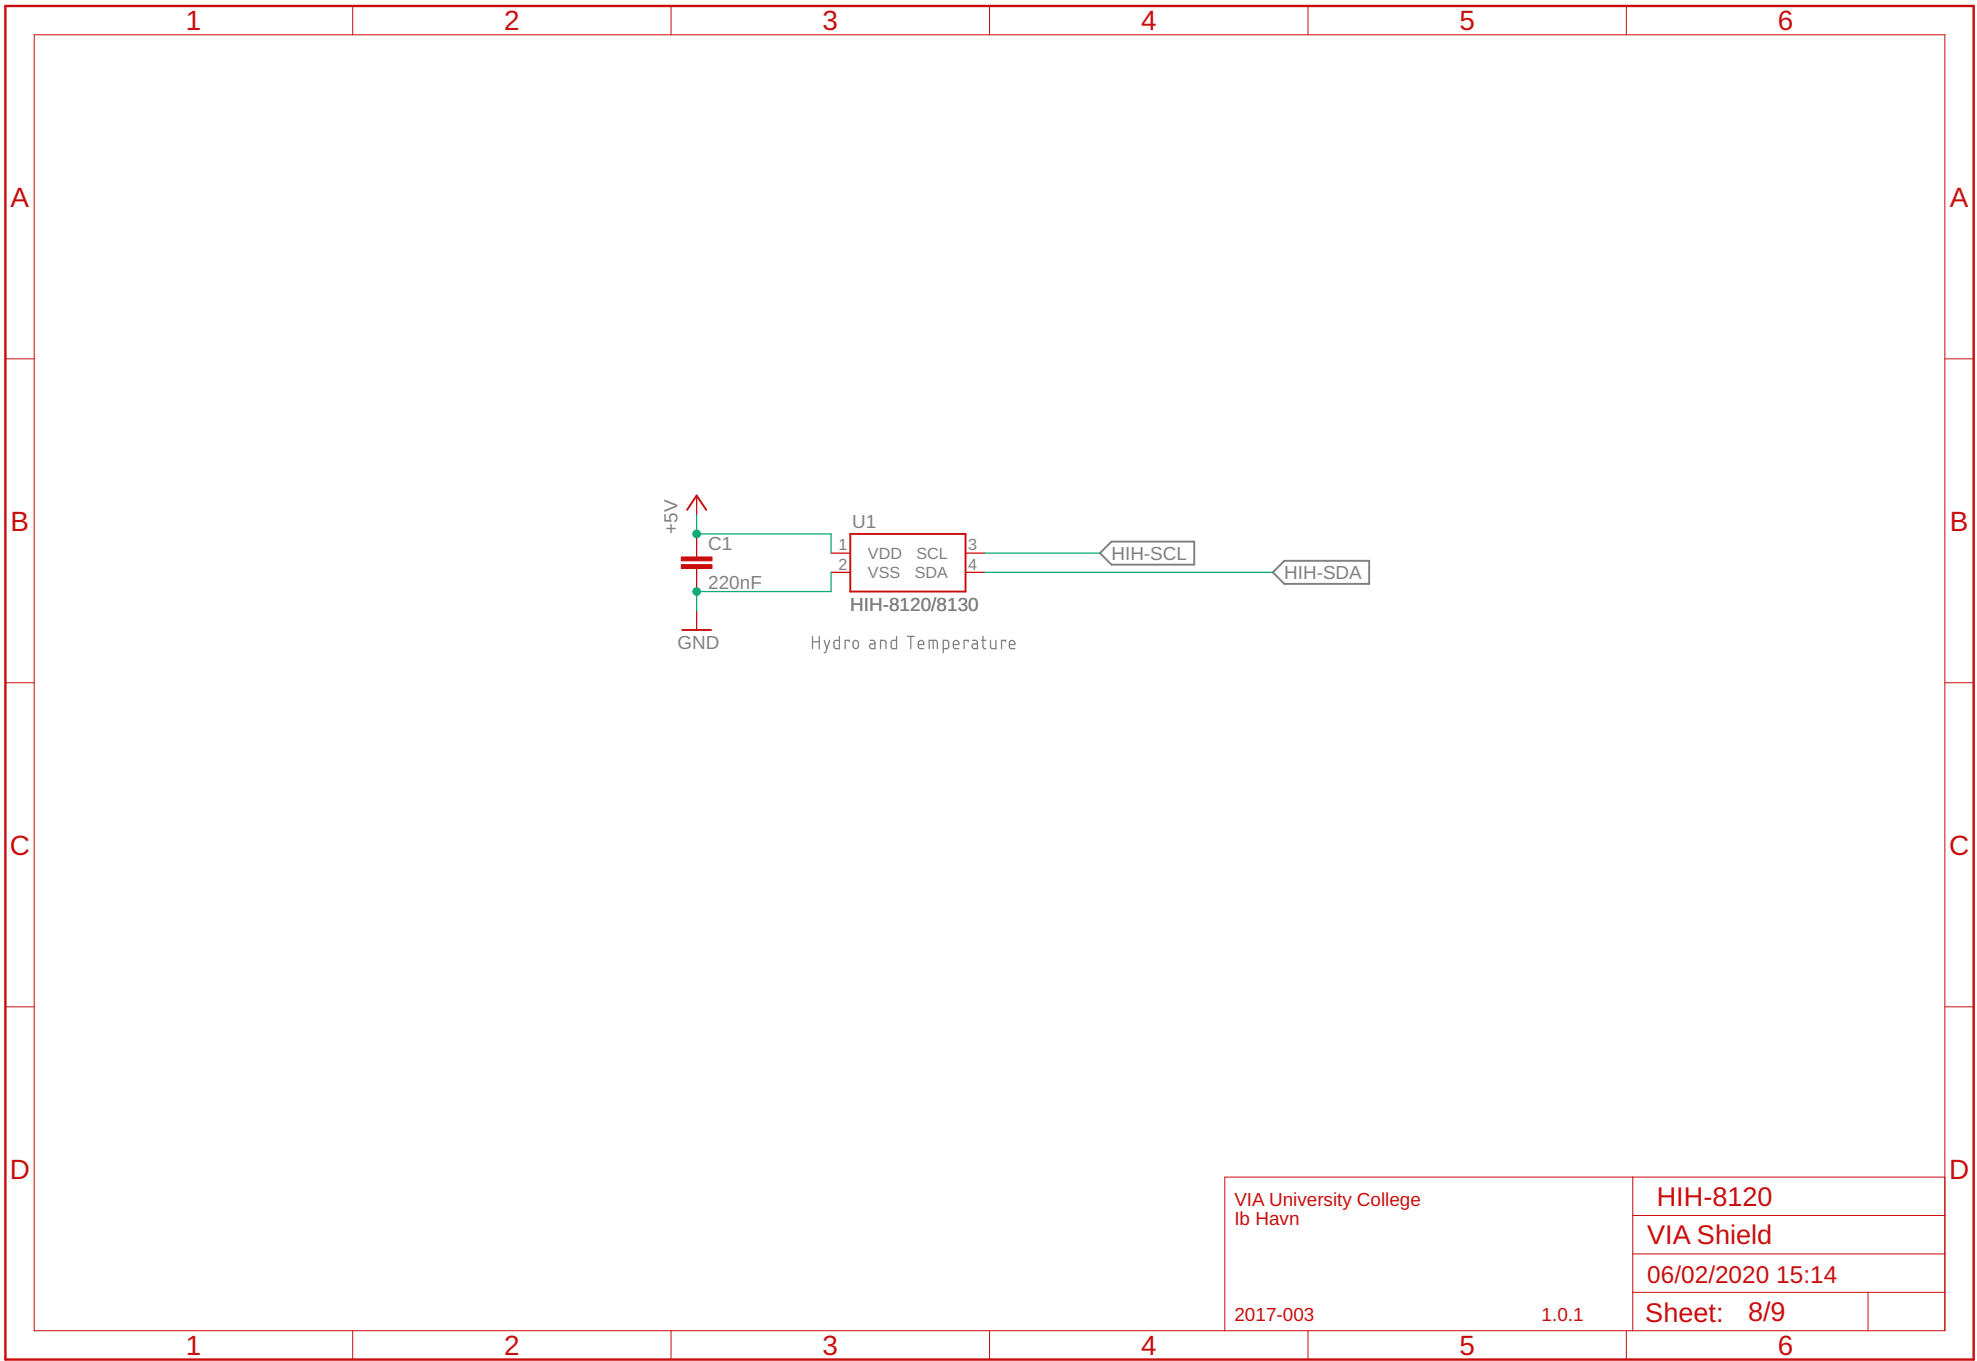 1 2 3 4 5 6
A A
B B
C C
D D
+5V
C1
220nF
GND
U1
1 VDD SCL 3
2 VSS SDA 4
HIH-8120/8130
Hydro and Temperature
HIH-SCL
HIH-SDA
VIA University College
Ib Havn
2017-003 1.0.1
HIH-8120
VIA Shield
06/02/2020 15:14
Sheet: 8/9
1 2 3 4 5 6